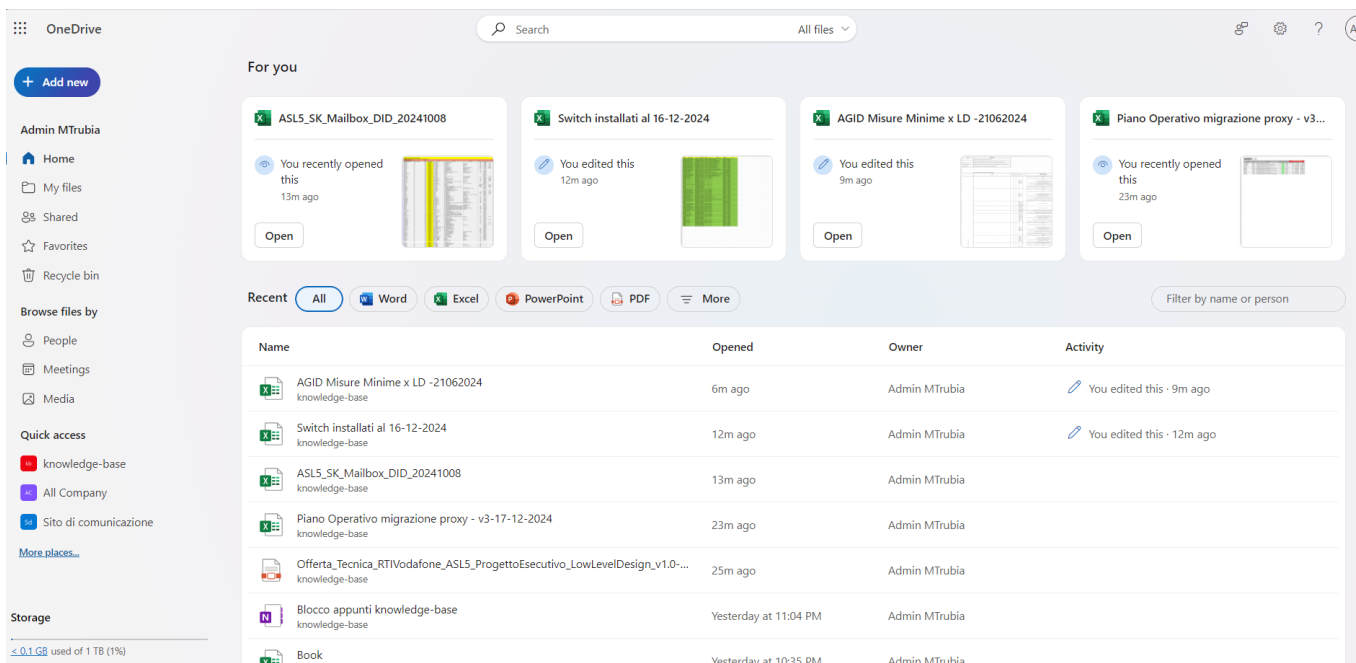 OneDrive
Search
All files
Add new
Admin MTrubia
Home
My files
Shared
Favorites
Recycle bin
Browse files by
People
Meetings
Media
Quick access
knowledge-base
AC All Company
Sd Sito di comunicazione
More places...
Storage
< 0.1 GB used of 1 TB (1%)
For you
ASL5_SK_Mailbox_DID_20241008
You recently opened
this
13m ago
Open
Switch installati al 16-12-2024
You edited this
12m ago
Open
AGID Misure Minime x LD -21062024
You edited this
9m ago
Open
Piano Operativo migrazione proxy - v3...
You recently opened
this
23m ago
Open
Recent All Word Excel PowerPoint PDF More
Filter by name or person
Name Opened Owner Activity
AGID Misure Minime x LD -21062024
knowledge-base
6m ago Admin MTrubia You edited this · 9m ago
Switch installati al 16-12-2024
knowledge-base
12m ago Admin MTrubia You edited this · 12m ago
ASL5_SK_Mailbox_DID_20241008
knowledge-base
13m ago Admin MTrubia
Piano Operativo migrazione proxy - v3-17-12-2024
knowledge-base
23m ago Admin MTrubia
Offerta_Tecnica_RTIVodafone_ASL5_ProgettoEsecutivo_LowLevelDesign_v1.0-...
knowledge-base
25m ago Admin MTrubia
Blocco appunti knowledge-base
knowledge-base
Yesterday at 11:04 PM Admin MTrubia
Book
Yesterday at 10:35 PM Admin MTrubia